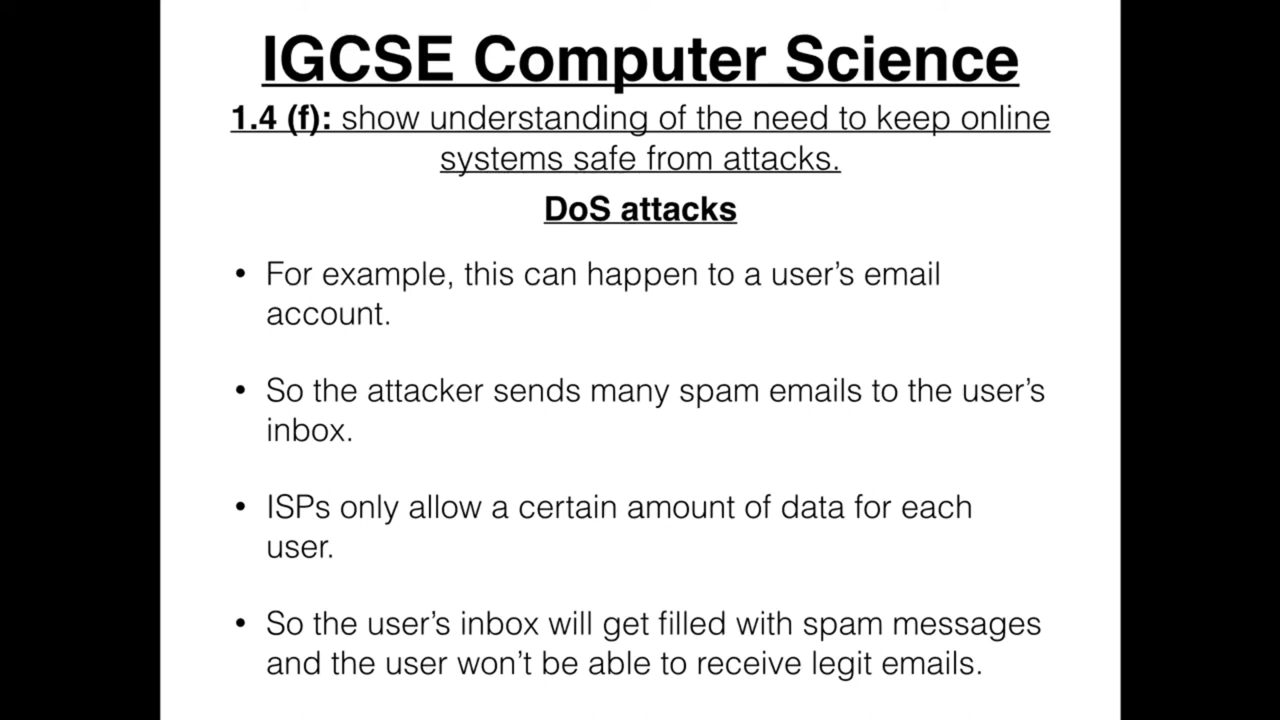 IGCSE Computer Science
1.4 (f): show understanding of the need to keep online
systems safe from attacks.
DoS attacks
• For example, this can happen to a user’s email
account.
• So the attacker sends many spam emails to the user’s
inbox.
• ISPs only allow a certain amount of data for each
user.
• So the user’s inbox will get filled with spam messages
and the user won’t be able to receive legit emails.